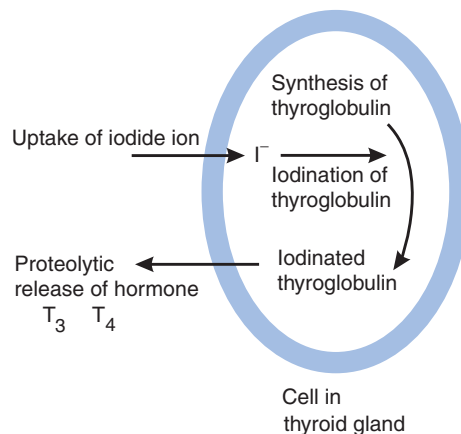 Synthesis of
thyroglobulin
Uptake of iodide ion
I⁻
Iodination of
thyroglobulin
Iodinated
thyroglobulin
Proteolytic
release of hormone
T₃ T₄
Cell in
thyroid gland